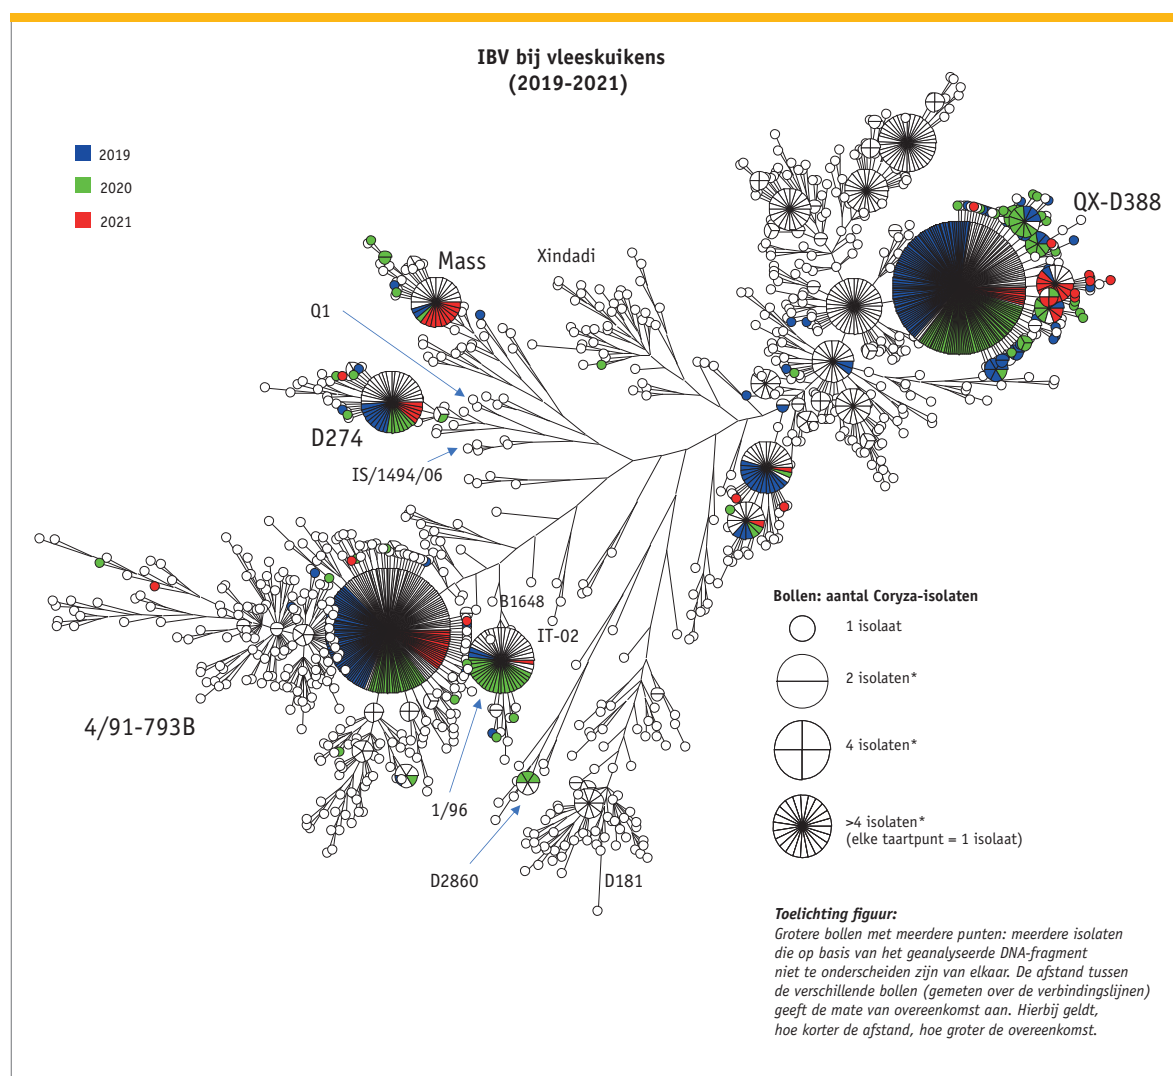 IBV bij vleeskuikens
(2019-2021)
2019
2020
2021
QX-D388
Mass
Xindadi
Q1
D274
IS/1494/06
B1648
IT-02
4/91-793B
1/96
D2860
D181
Bollen: aantal Coryza-isolaten
1 isolaat
2 isolaten*
4 isolaten*
>4 isolaten*
(elke taartpunt = 1 isolaat)
Toelichting figuur:
Grotere bollen met meerdere punten: meerdere isolaten
die op basis van het geanalyseerde DNA-fragment
niet te onderscheiden zijn van elkaar. De afstand tussen
de verschillende bollen (gemeten over de verbindingslijnen)
geeft de mate van overeenkomst aan. Hierbij geldt,
hoe korter de afstand, hoe groter de overeenkomst.